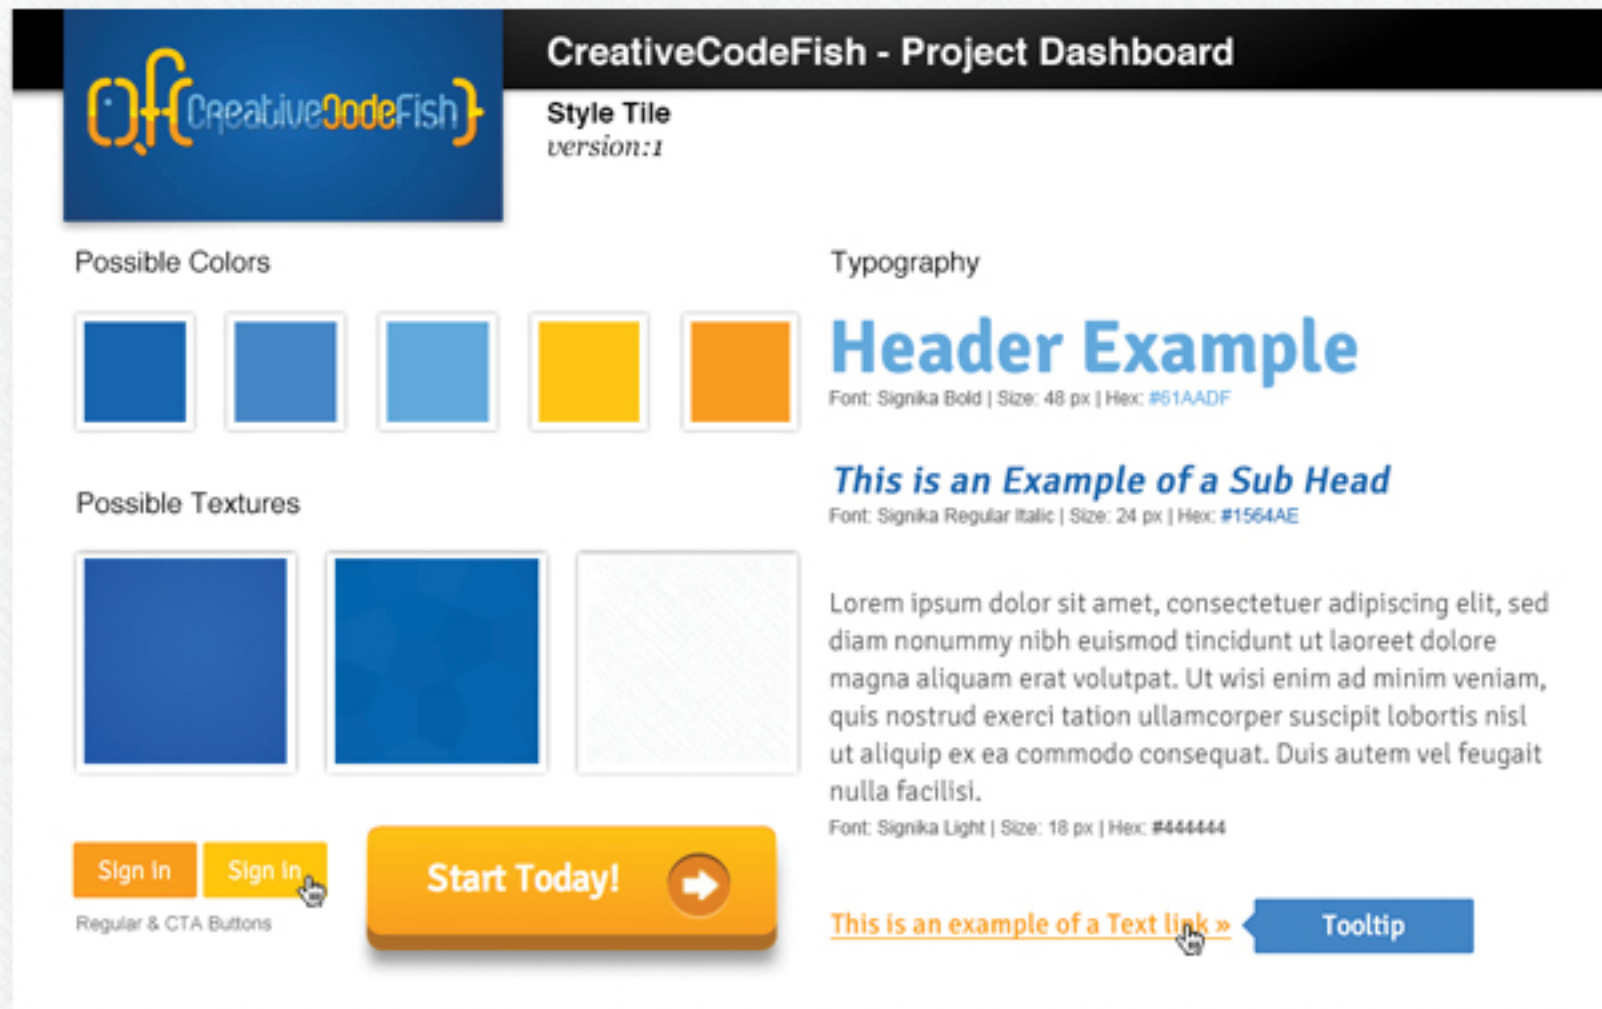 CreativeCodeFish - Project Dashboard
CreativeCodeFish
Style Tile
version:1
Possible Colors
Possible Textures
Sign In
Sign In
Regular & CTA Buttons
Start Today!
Typography
Header Example
Font: Signika Bold | Size: 48 px | Hex: #61AADF
This is an Example of a Sub Head
Font: Signika Regular Italic | Size: 24 px | Hex: #1564AE
Lorem ipsum dolor sit amet, consectetuer adipiscing elit, sed
diam nonummy nibh euismod tincidunt ut laoreet dolore
magna aliquam erat volutpat. Ut wisi enim ad minim veniam,
quis nostrud exerci tation ullamcorper suscipit lobortis nisl
ut aliquip ex ea commodo consequat. Duis autem vel feugait
nulla facilisi.
Font: Signika Light | Size: 18 px | Hex: #444444
This is an example of a Text link »
Tooltip